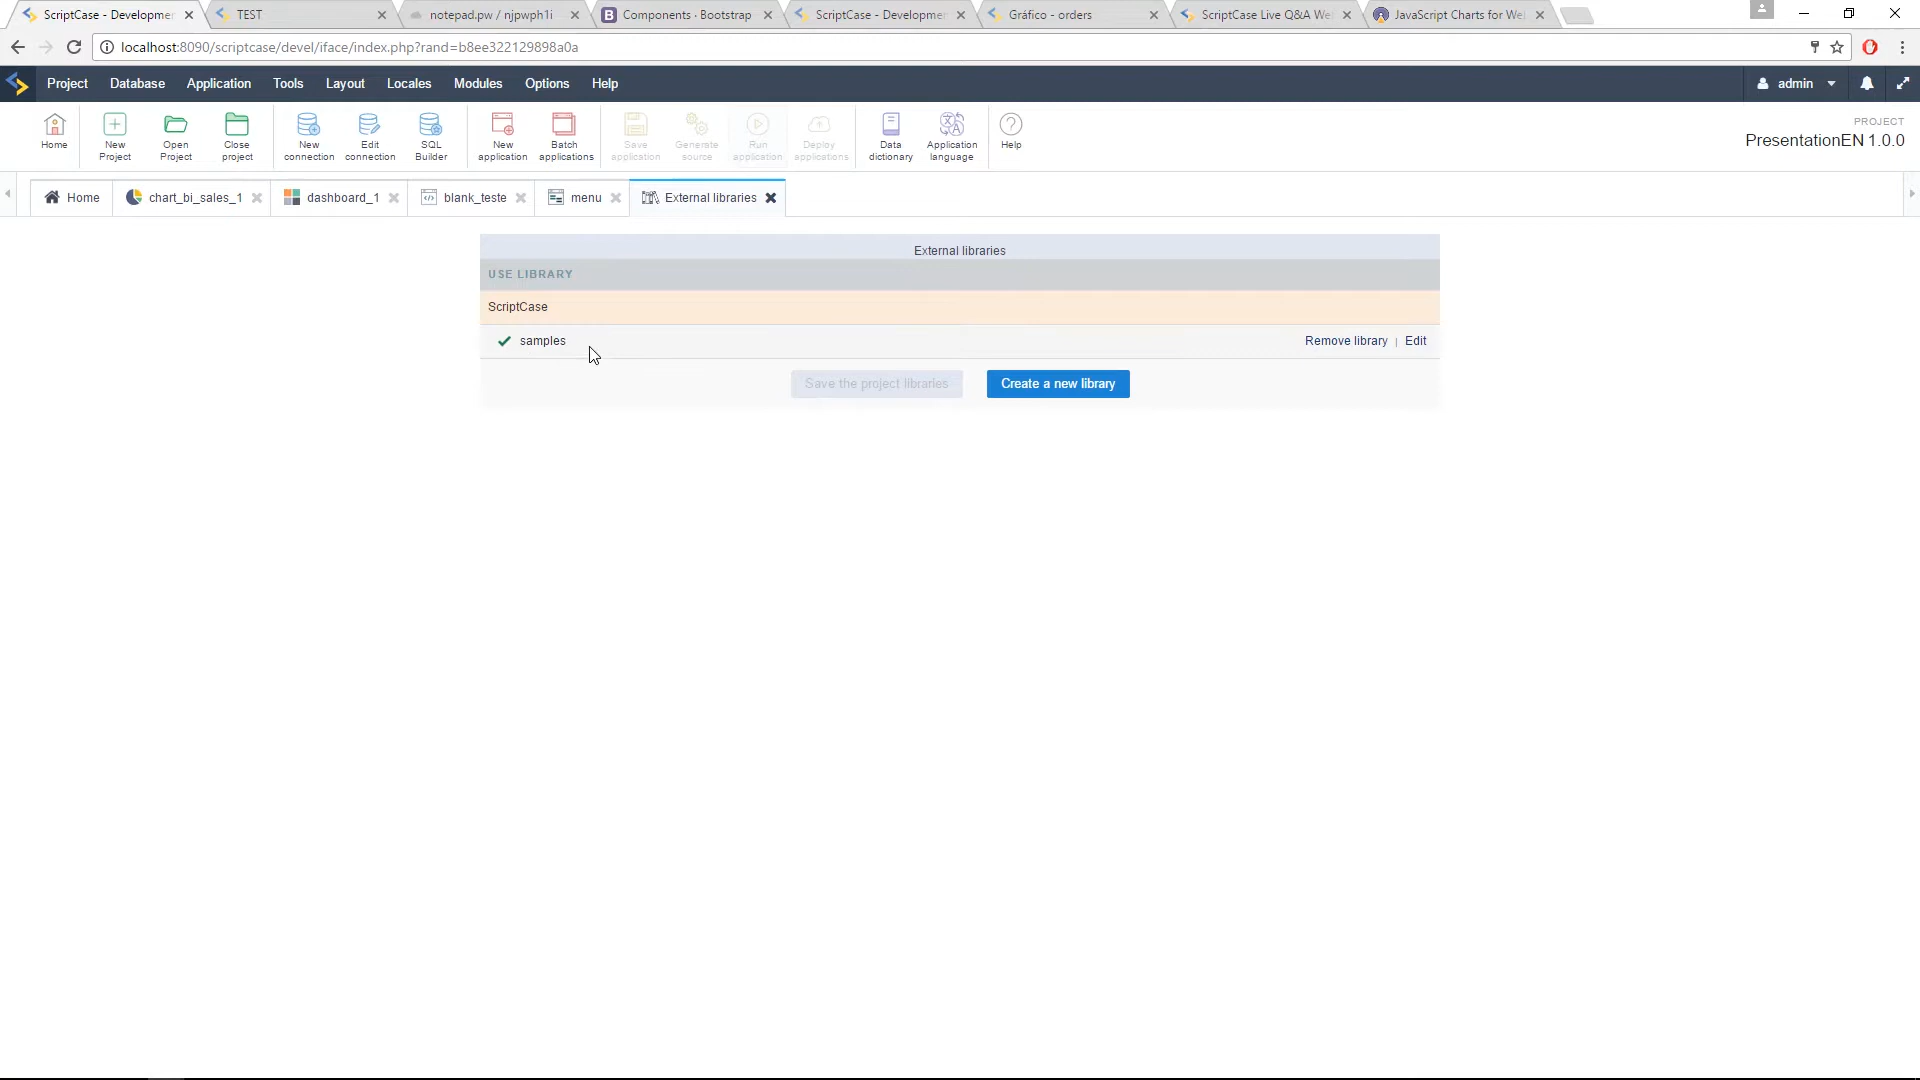 ScriptCase - Developmen
TEST
notepad.pw / njpwph1i
Components · Bootstrap
ScriptCase - Developmen
Gráfico - orders
ScriptCase Live Q&A We
JavaScript Charts for We
localhost:8090/scriptcase/devel/iface/index.php?rand=b8ee322129898a0a
Project Database Application Tools Layout Locales Modules Options Help
admin
Home
New Project
Open Project
Close project
New connection
Edit connection
SQL Builder
New application
Batch applications
Save application
Generate source
Run application
Deploy applications
Data dictionary
Application language
Help
PROJECT
PresentationEN 1.0.0
Home
chart_bi_sales_1
dashboard_1
blank_teste
menu
External libraries
External libraries
USE LIBRARY
ScriptCase
samples
Remove library | Edit
Save the project libraries
Create a new library